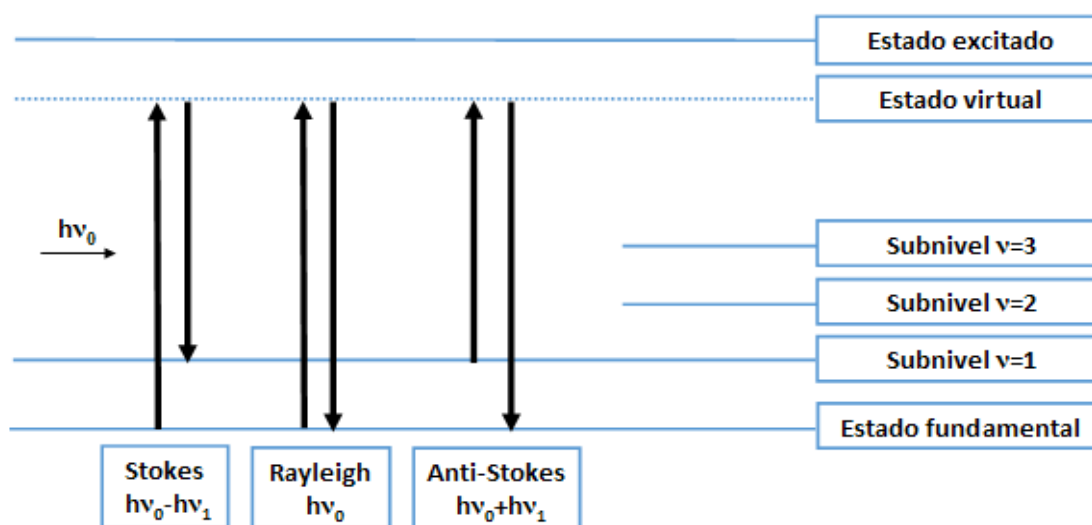 Estado excitado
Estado virtual
hν₀
Subnivel ν=3
Subnivel ν=2
Subnivel ν=1
Estado fundamental
Stokes
hν₀-hν₁
Rayleigh
hν₀
Anti-Stokes
hν₀+hν₁